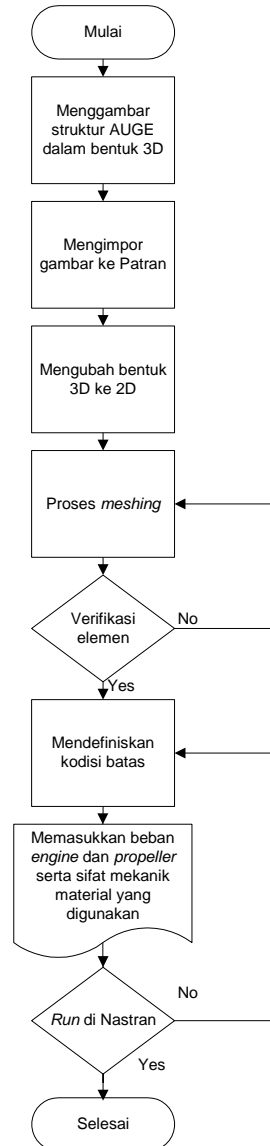 Mulai
Menggambar
struktur AUGE
dalam bentuk 3D
Mengimpor
gambar ke Patran
Mengubah bentuk
3D ke 2D
Proses meshing
Verifikasi
elemen
No
Yes
Mendefiniskan
kodisi batas
Memasukkan beban
engine dan propeller
serta sifat mekanik
material yang
digunakan
No
Run di Nastran
Yes
Selesai